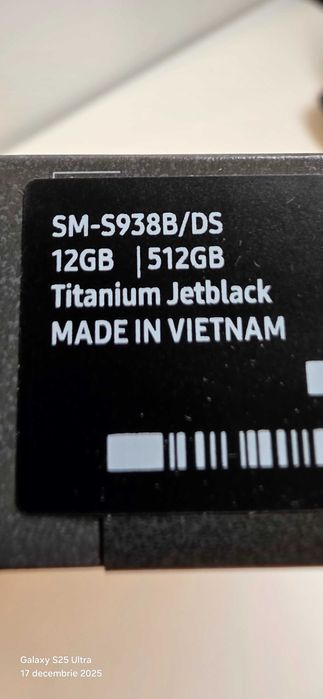 SM-S938B/DS
12GB | 512GB
Titanium Jetblack
MADE IN VIETNAM
Galaxy S25 Ultra
17 decembrie 2025